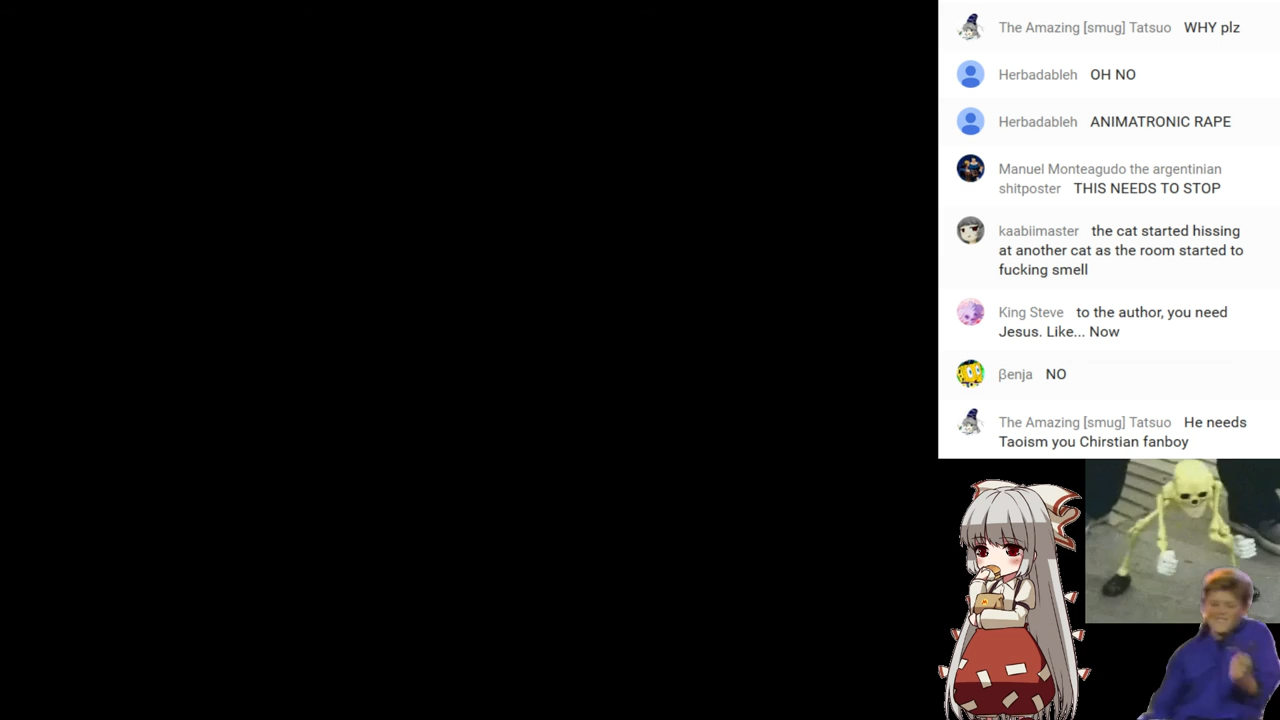 The Amazing [smug] Tatsuo WHY plz
Herbadableh OH NO
Herbadableh ANIMATRONIC RAPE
Manuel Monteagudo the argentinian
shitposter THIS NEEDS TO STOP
kaabiimaster the cat started hissing
at another cat as the room started to
fucking smell
King Steve to the author, you need
Jesus. Like... Now
βenja NO
The Amazing [smug] Tatsuo He needs
Taoism you Chirstian fanboy